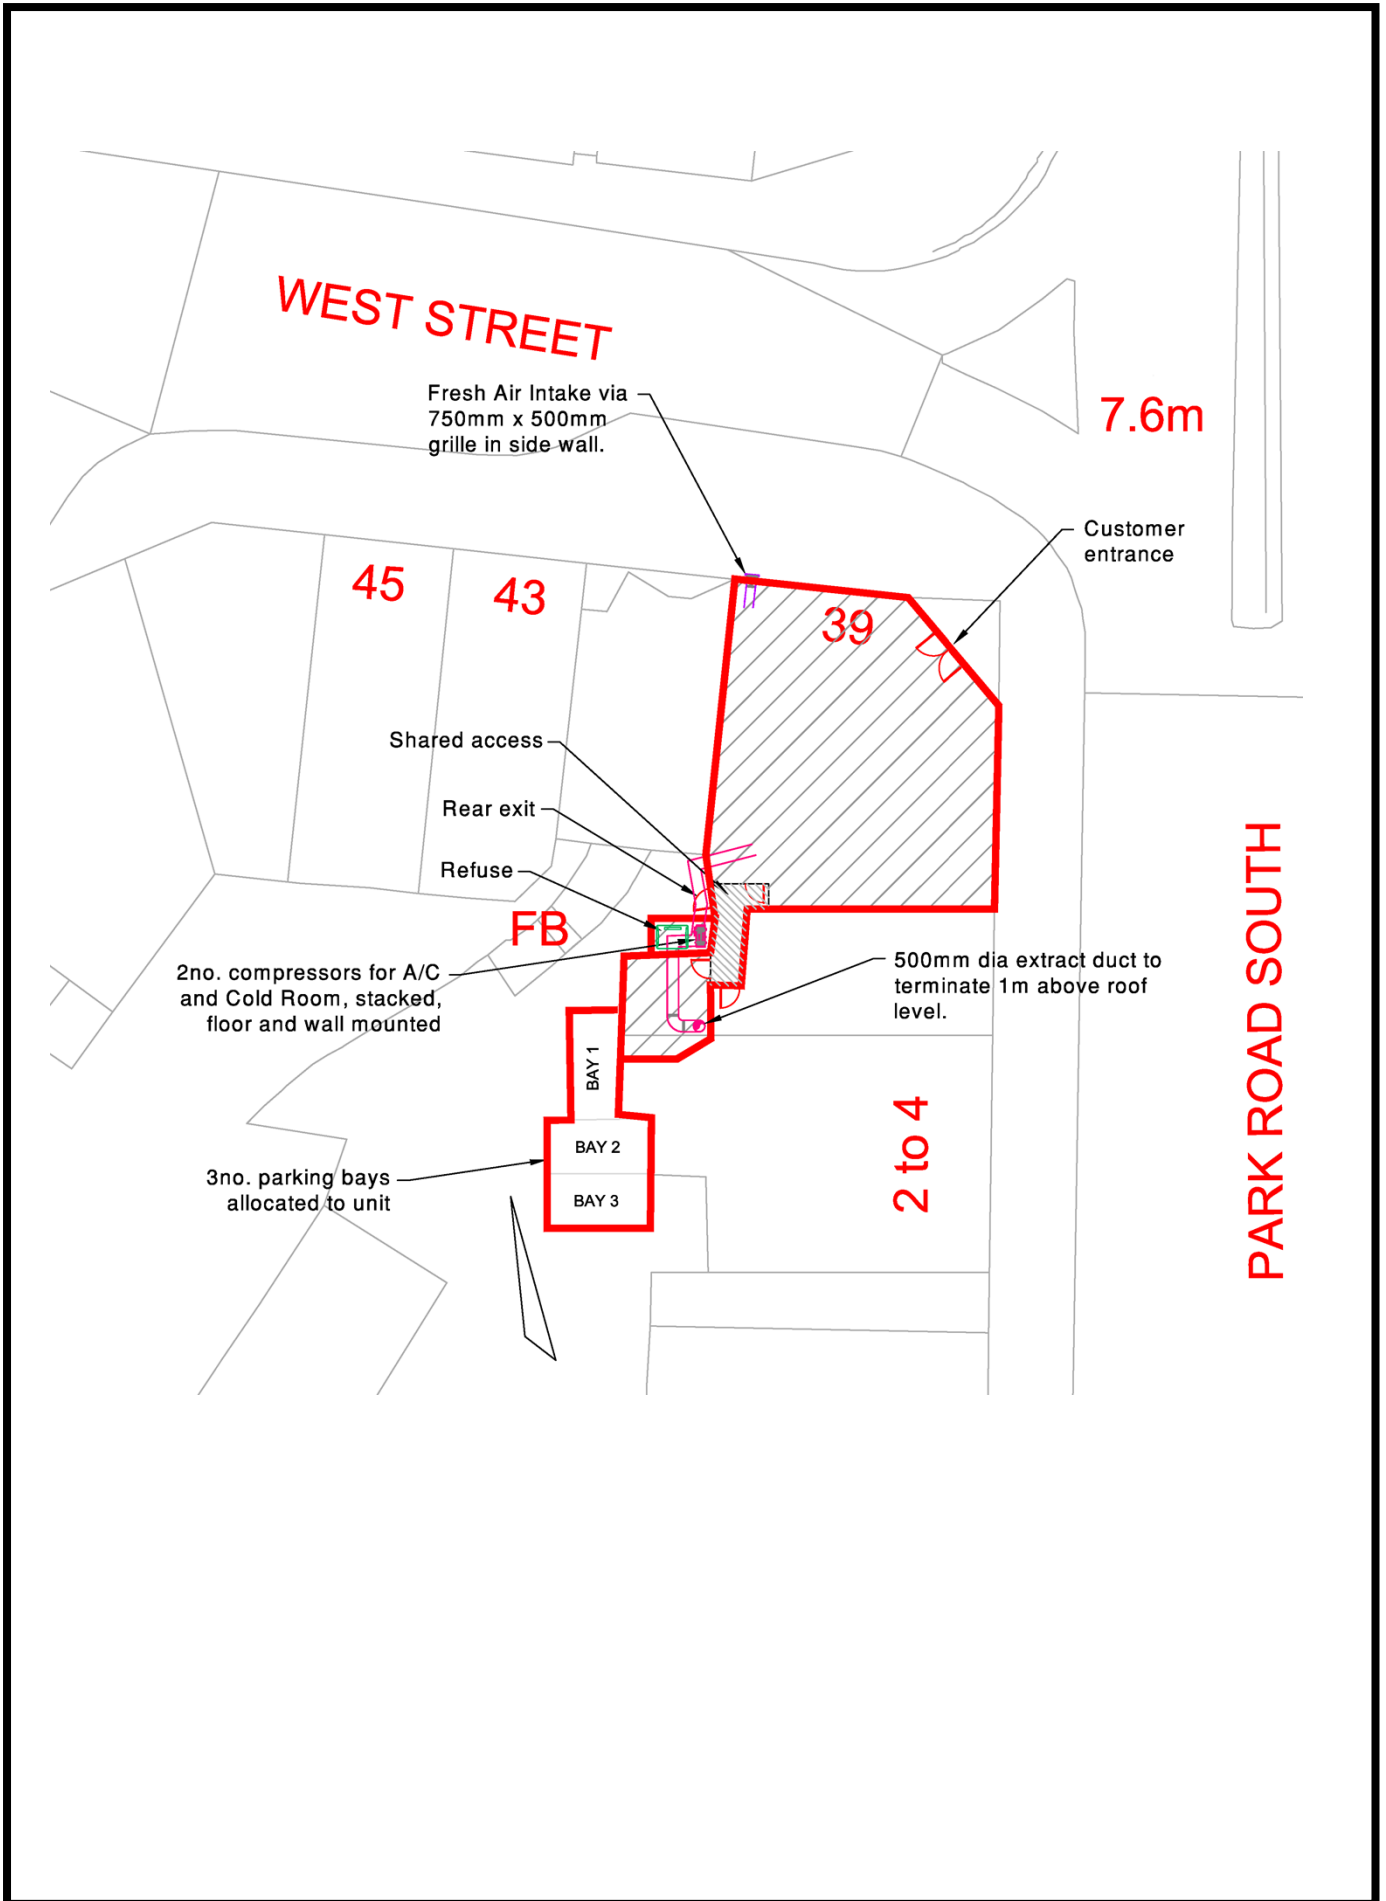 WEST STREET
Fresh Air Intake via
750mm x 500mm
grille in side wall.
7.6m
Customer
entrance
45
43
39
Shared access
Rear exit
Refuse
FB
2no. compressors for A/C
and Cold Room, stacked,
floor and wall mounted
500mm dia extract duct to
terminate 1m above roof
level.
BAY 1
BAY 2
BAY 3
3no. parking bays
allocated to unit
2 to 4
PARK ROAD SOUTH